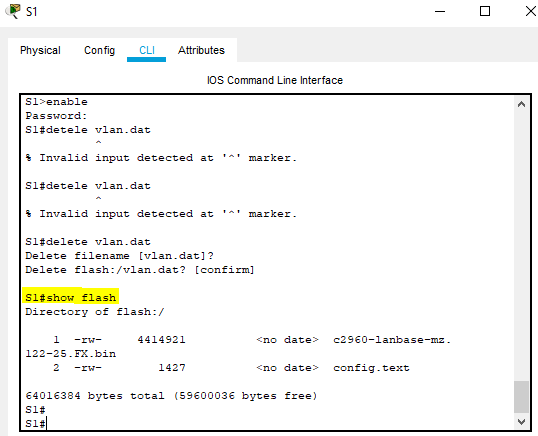 S1
Physical Config CLI Attributes
IOS Command Line Interface
S1>enable
Password:
S1#detele vlan.dat
^
% Invalid input detected at '^' marker.
S1#detele vlan.dat
^
% Invalid input detected at '^' marker.
S1#delete vlan.dat
Delete filename [vlan.dat]?
Delete flash:/vlan.dat? [confirm]
S1#show flash
Directory of flash:/
1 -rw- 4414921 <no date> c2960-lanbase-mz.
122-25.FX.bin
2 -rw- 1427 <no date> config.text
64016384 bytes total (59600036 bytes free)
S1#
S1#